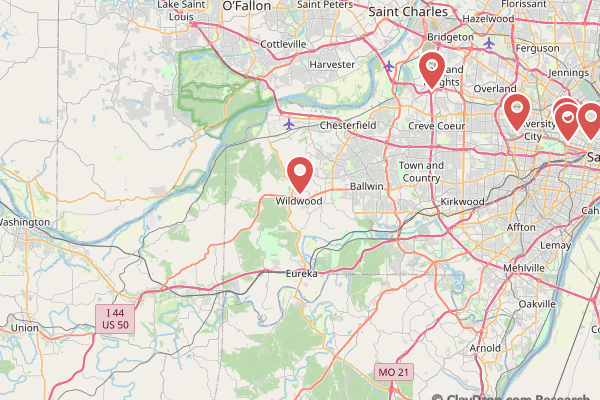 Lake Saint
Louis
O'Fallon
Saint Peters
Saint Charles
Florissant
Hazelwood
Bridgeton
Cottleville
Ferguson
Harvester
Jennings
Overland
Chesterfield
Creve Coeur
City
Town and
Country
Ballwin
Wildwood
Kirkwood
Washington
Affton
Lemay
Eureka
Mehlville
Oakville
I 44
US 50
Union
Arnold
MO 21
© ClayDron.com Research